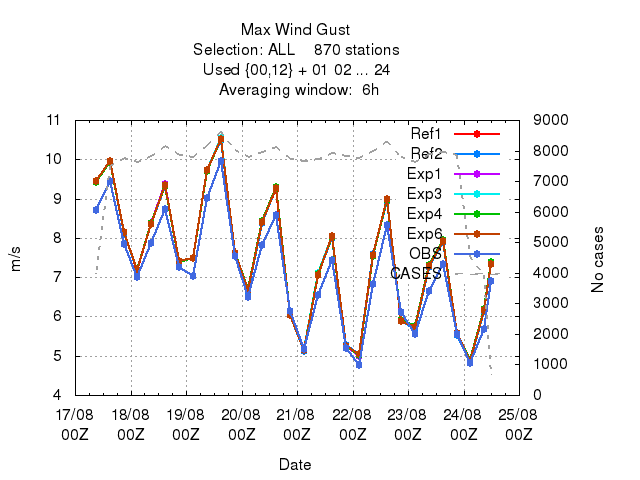 Max Wind Gust
Selection: ALL 870 stations
Used {00,12} + 01 02 ... 24
Averaging window: 6h
11
10
9
8
7
6
5
4
m/s
9000
8000
7000
6000
5000
4000
3000
2000
1000
0
No cases
Ref1
Ref2
Exp1
Exp3
Exp4
Exp6
OBS
CASES
17/08 18/08 19/08 20/08 21/08 22/08 23/08 24/08 25/08
00Z 00Z 00Z 00Z 00Z 00Z 00Z 00Z 00Z
Date